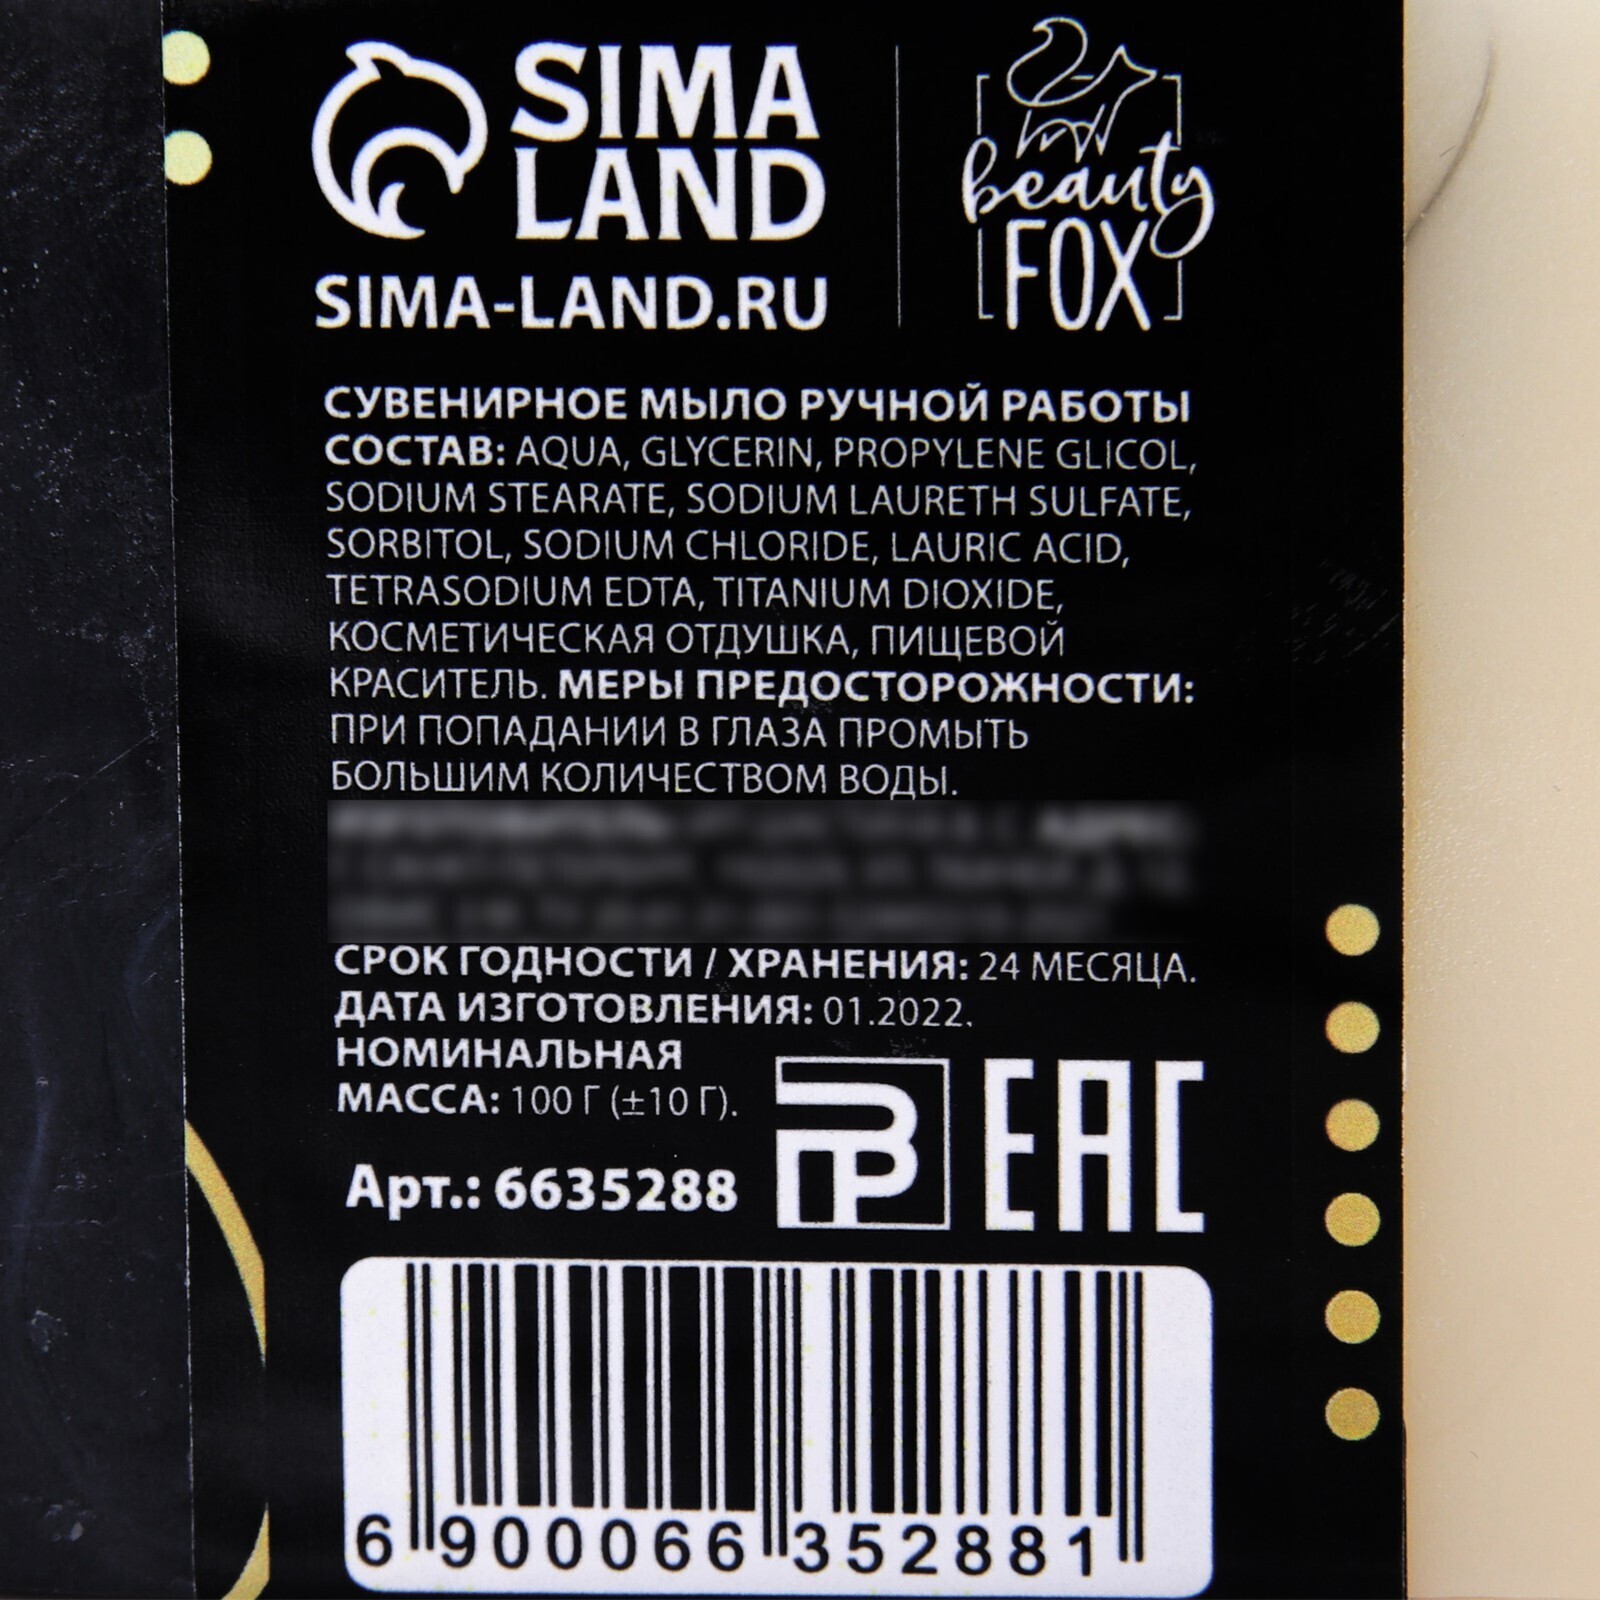 SIMA
LAND
SIMA-LAND.RU
beauty
FOX
СУВЕНИРНОЕ МЫЛО РУЧНОЙ РАБОТЫ
СОСТАВ: AQUA, GLYCERIN, PROPYLENE GLICOL,
SODIUM STEARATE, SODIUM LAURETH SULFATE,
SORBITOL, SODIUM CHLORIDE, LAURIC ACID,
TETRASODIUM EDTA, TITANIUM DIOXIDE,
КОСМЕТИЧЕСКАЯ ОТДУШКА, ПИЩЕВОЙ
КРАСИТЕЛЬ. МЕРЫ ПРЕДОСТОРОЖНОСТИ:
ПРИ ПОПАДАНИИ В ГЛАЗА ПРОМЫТЬ
БОЛЬШИМ КОЛИЧЕСТВОМ ВОДЫ.
СРОК ГОДНОСТИ / ХРАНЕНИЯ: 24 МЕСЯЦА.
ДАТА ИЗГОТОВЛЕНИЯ: 01.2022.
НОМИНАЛЬНАЯ
МАССА: 100 Г (±10 Г).
Арт.: 6635288
EAC
6 900066 352881